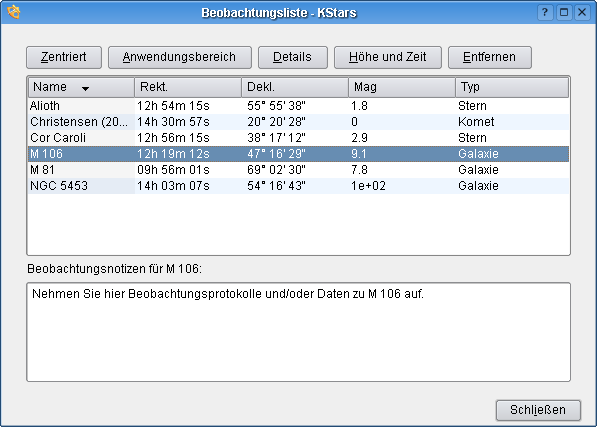 Beobachtungsliste - KStars
Zentriert Anwendungsbereich Details Höhe und Zeit Entfernen
Name Rekt. Dekl. Mag Typ
Alioth 12h 54m 15s 55° 55' 38" 1.8 Stern
Christensen (20... 14h 30m 57s 20° 20' 28" 0 Komet
Cor Caroli 12h 56m 15s 38° 17' 12" 2.9 Stern
M 106 12h 19m 12s 47° 16' 29" 9.1 Galaxie
M 81 09h 56m 01s 69° 02' 30" 7.8 Galaxie
NGC 5453 14h 03m 07s 54° 16' 43" 1e+02 Galaxie
Beobachtungsnotizen für M 106:
Nehmen Sie hier Beobachtungsprotokolle und/oder Daten zu M 106 auf.
Schließen